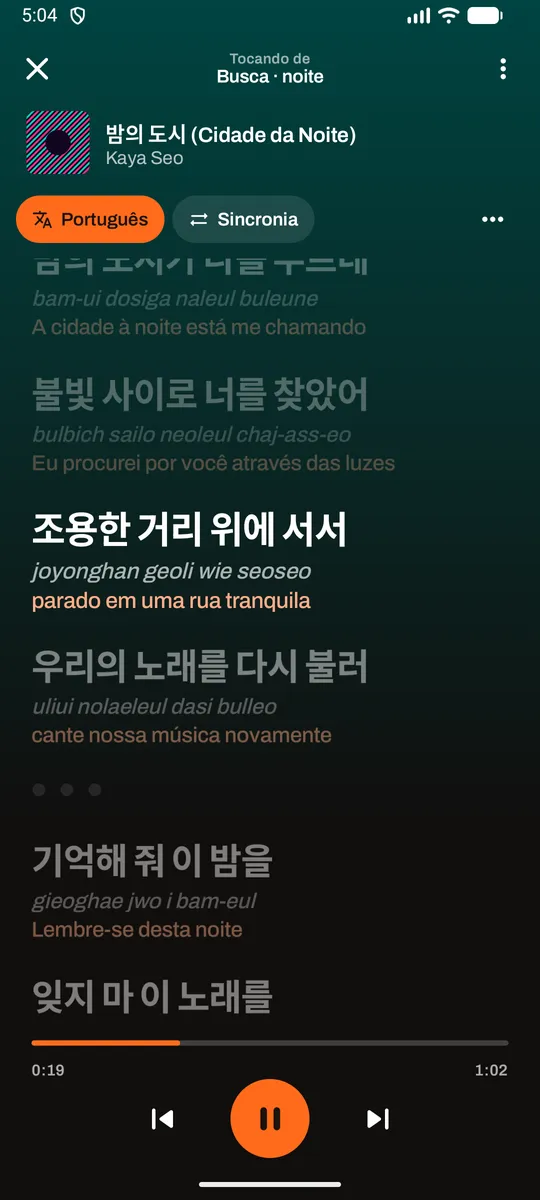 5:04
Tocando de
Busca · noite
밤의 도시 (Cidade da Noite)
Kaya Seo
Português
Sincronia
bam-ui dosiga naleul buleune
A cidade à noite está me chamando
불빛 사이로 너를 찾았어
bulbich sailo neoleul chaj-ass-eo
Eu procurei por você através das luzes
조용한 거리 위에 서서
joyonghan geoli wie seoseo
parado em uma rua tranquila
우리의 노래를 다시 불러
uliui nolaeleul dasi bulleo
cante nossa música novamente
기억해 줘 이 밤을
gieoghae jwo i bam-eul
Lembre-se desta noite
잊지 마 이 노래를
0:19
1:02